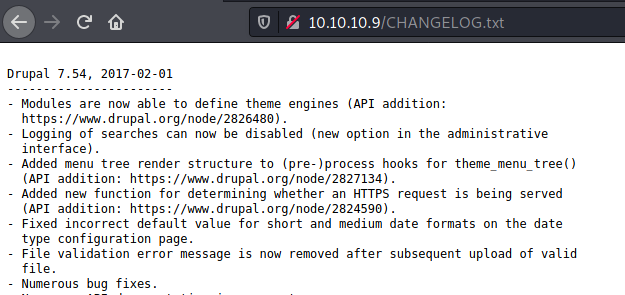 10.10.10.9/CHANGELOG.txt
Drupal 7.54, 2017-02-01
-----------------------
- Modules are now able to define theme engines (API addition:
https://www.drupal.org/node/2826480).
- Logging of searches can now be disabled (new option in the administrative
interface).
- Added menu tree render structure to (pre-)process hooks for theme_menu_tree()
(API addition: https://www.drupal.org/node/2827134).
- Added new function for determining whether an HTTPS request is being served
(API addition: https://www.drupal.org/node/2824590).
- Fixed incorrect default value for short and medium date formats on the date
type configuration page.
- File validation error message is now removed after subsequent upload of valid
file.
- Numerous bug fixes.